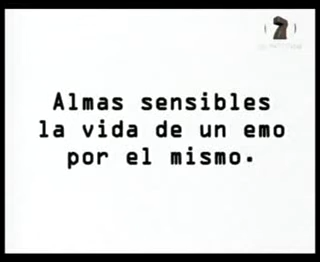 Almas sensibles
la vida de un emo
por el mismo.